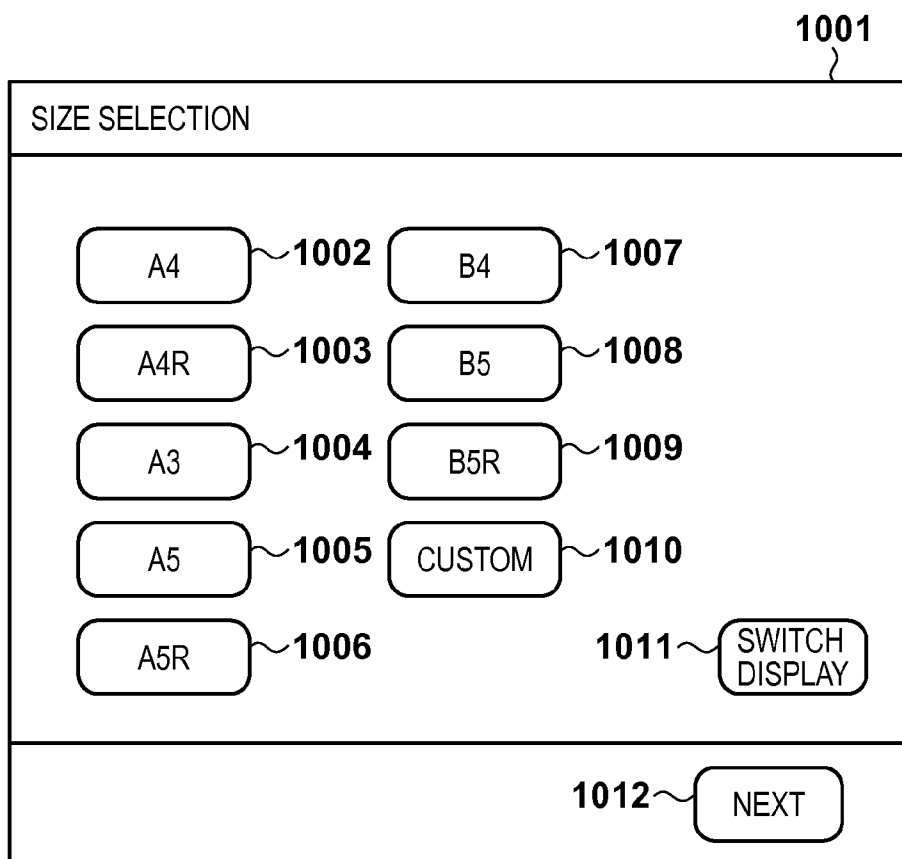 1001
SIZE SELECTION
A4 1002 B4 1007
A4R 1003 B5 1008
A3 1004 B5R 1009
A5 1005 CUSTOM 1010
A5R 1006
1011 SWITCH
DISPLAY
1012 NEXT